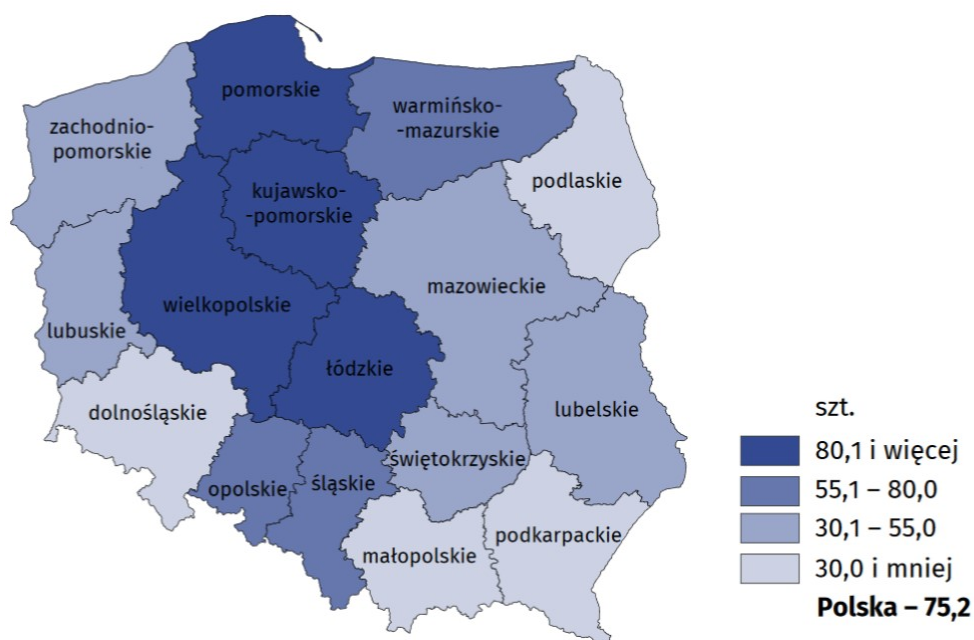 pomorskie
zachodnio-
pomorskie
warmińsko-
-mazurskie
podlaskie
kujawsko-
-pomorskie
mazowieckie
wielkopolskie
lubuskie
łódzkie
dolnośląskie
lubelskie
opolskie
śląskie
świętokrzyskie
małopolskie
podkarpackie
szt.
80,1 i więcej
55,1 – 80,0
30,1 – 55,0
30,0 i mniej
Polska – 75,2